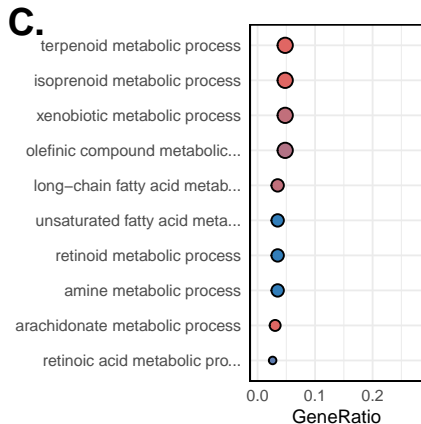 C.
terpenoid metabolic process
isoprenoid metabolic process
xenobiotic metabolic process
olefinic compound metabolic...
long−chain fatty acid metab...
unsaturated fatty acid meta...
retinoid metabolic process
amine metabolic process
arachidonate metabolic process
retinoic acid metabolic pro...
0.0 0.1 0.2
GeneRatio